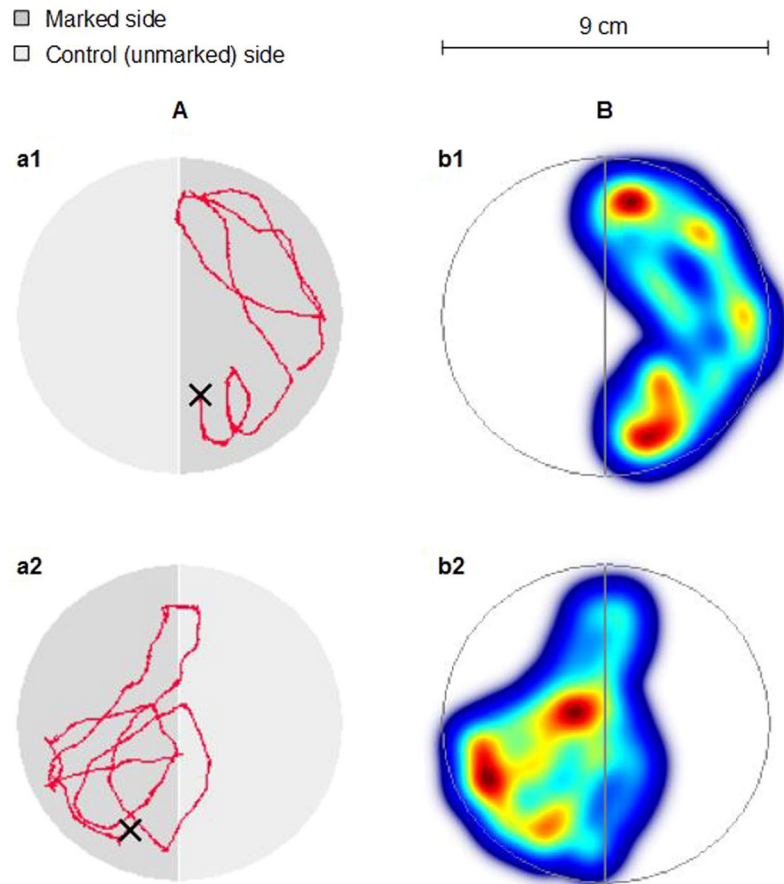 Marked side
Control (unmarked) side
9 cm
A
B
a1
b1
a2
b2